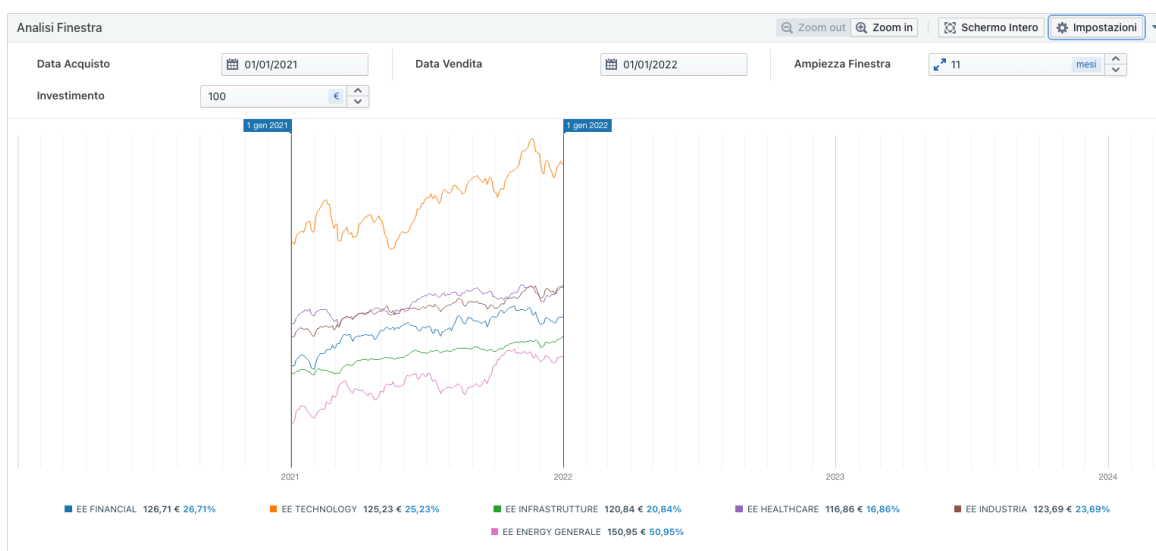 Analisi Finestra Zoom out Zoom in Schermo Intero Impostazioni
Data Acquisto 01/01/2021 Data Vendita 01/01/2022 Ampiezza Finestra 11 mesi
Investimento 100 €
1 gen 2021 1 gen 2022
2021 2022 2023 2024
EE FINANCIAL 126,71 € 26,71% EE TECHNOLOGY 125,23 € 25,23% EE INFRASTRUTTURE 120,84 € 20,84% EE HEALTHCARE 116,86 € 16,86% EE INDUSTRIA 123,69 € 23,69%
EE ENERGY GENERALE 150,95 € 50,95%